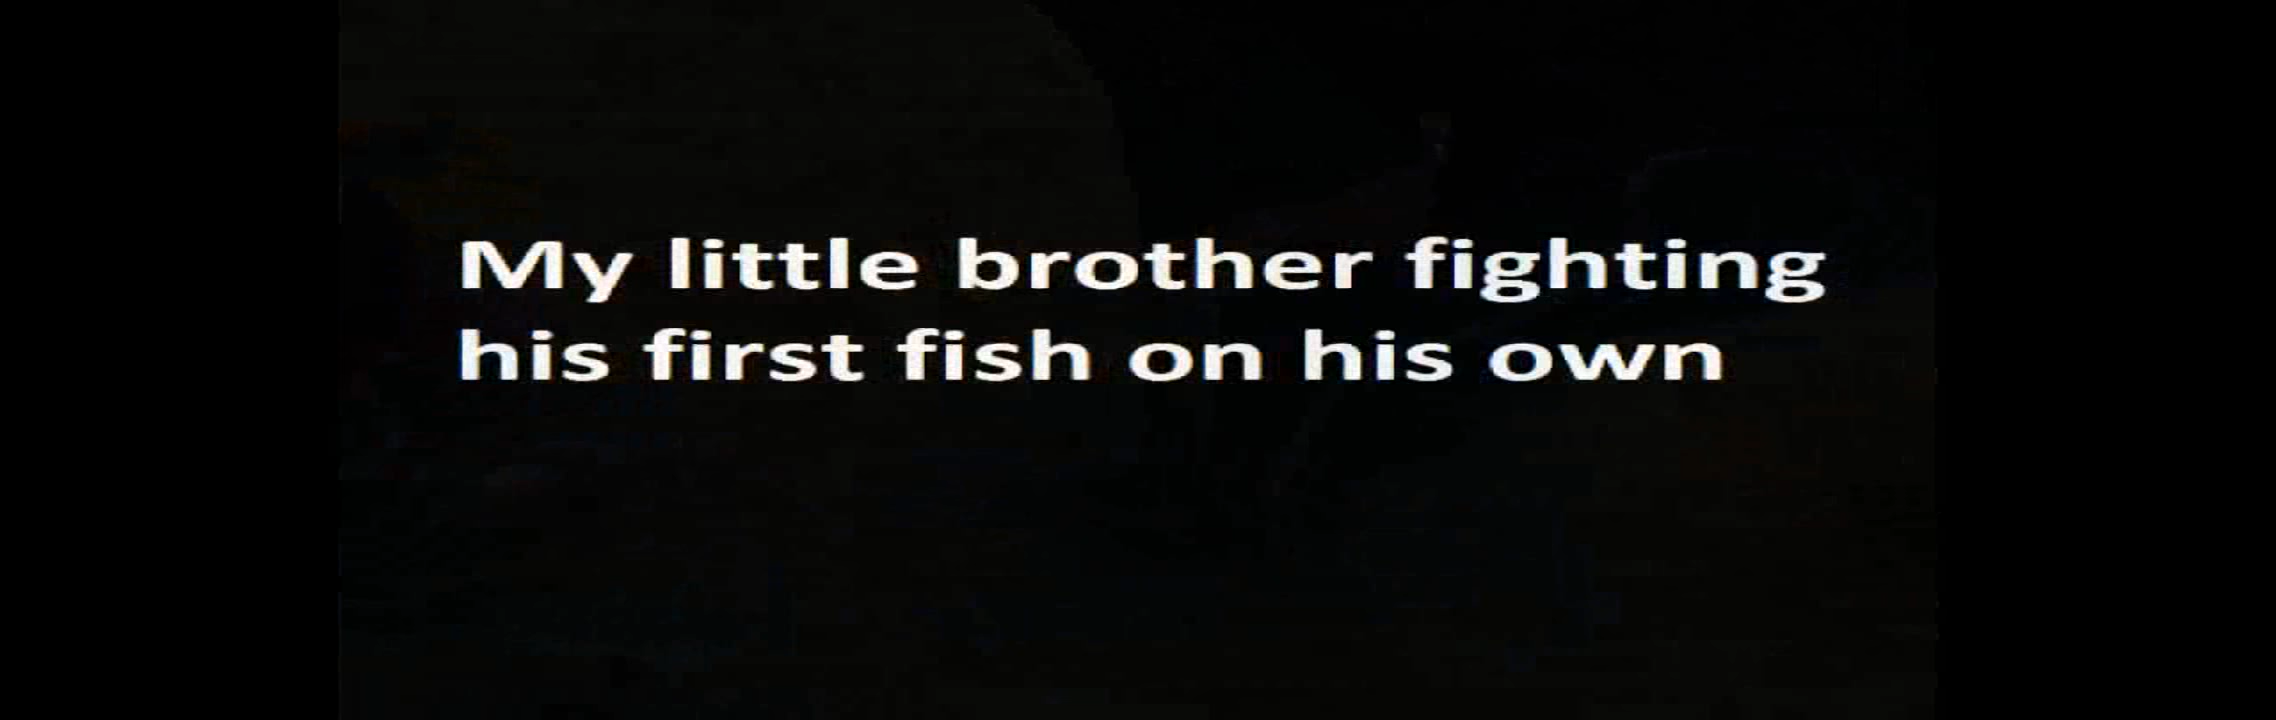 My little brother fighting
his first fish on his own